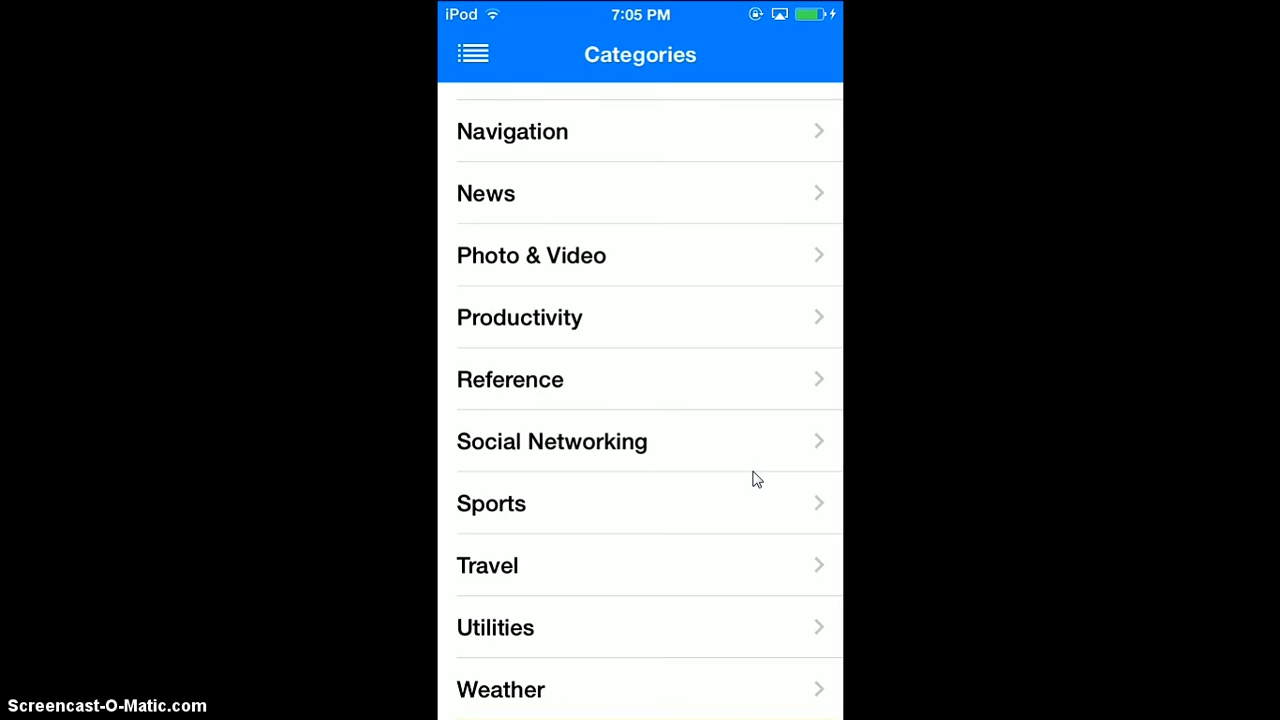 iPod 7:05 PM
Categories
Navigation
News
Photo & Video
Productivity
Reference
Social Networking
Sports
Travel
Utilities
Weather
Screencast-O-Matic.com